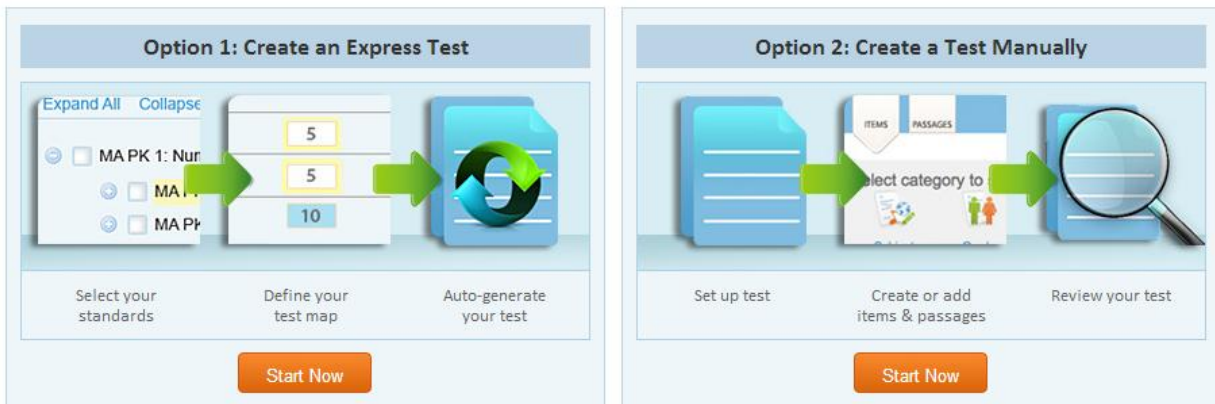 Option 1: Create an Express Test
Expand All Collapse
MA PK 1: Nur
MA
MA PK
5
5
10
Select your
standards
Define your
test map
Auto-generate
your test
Start Now
Option 2: Create a Test Manually
ITEMS PASSAGES
elect category to
Set up test
Create or add
items & passages
Review your test
Start Now